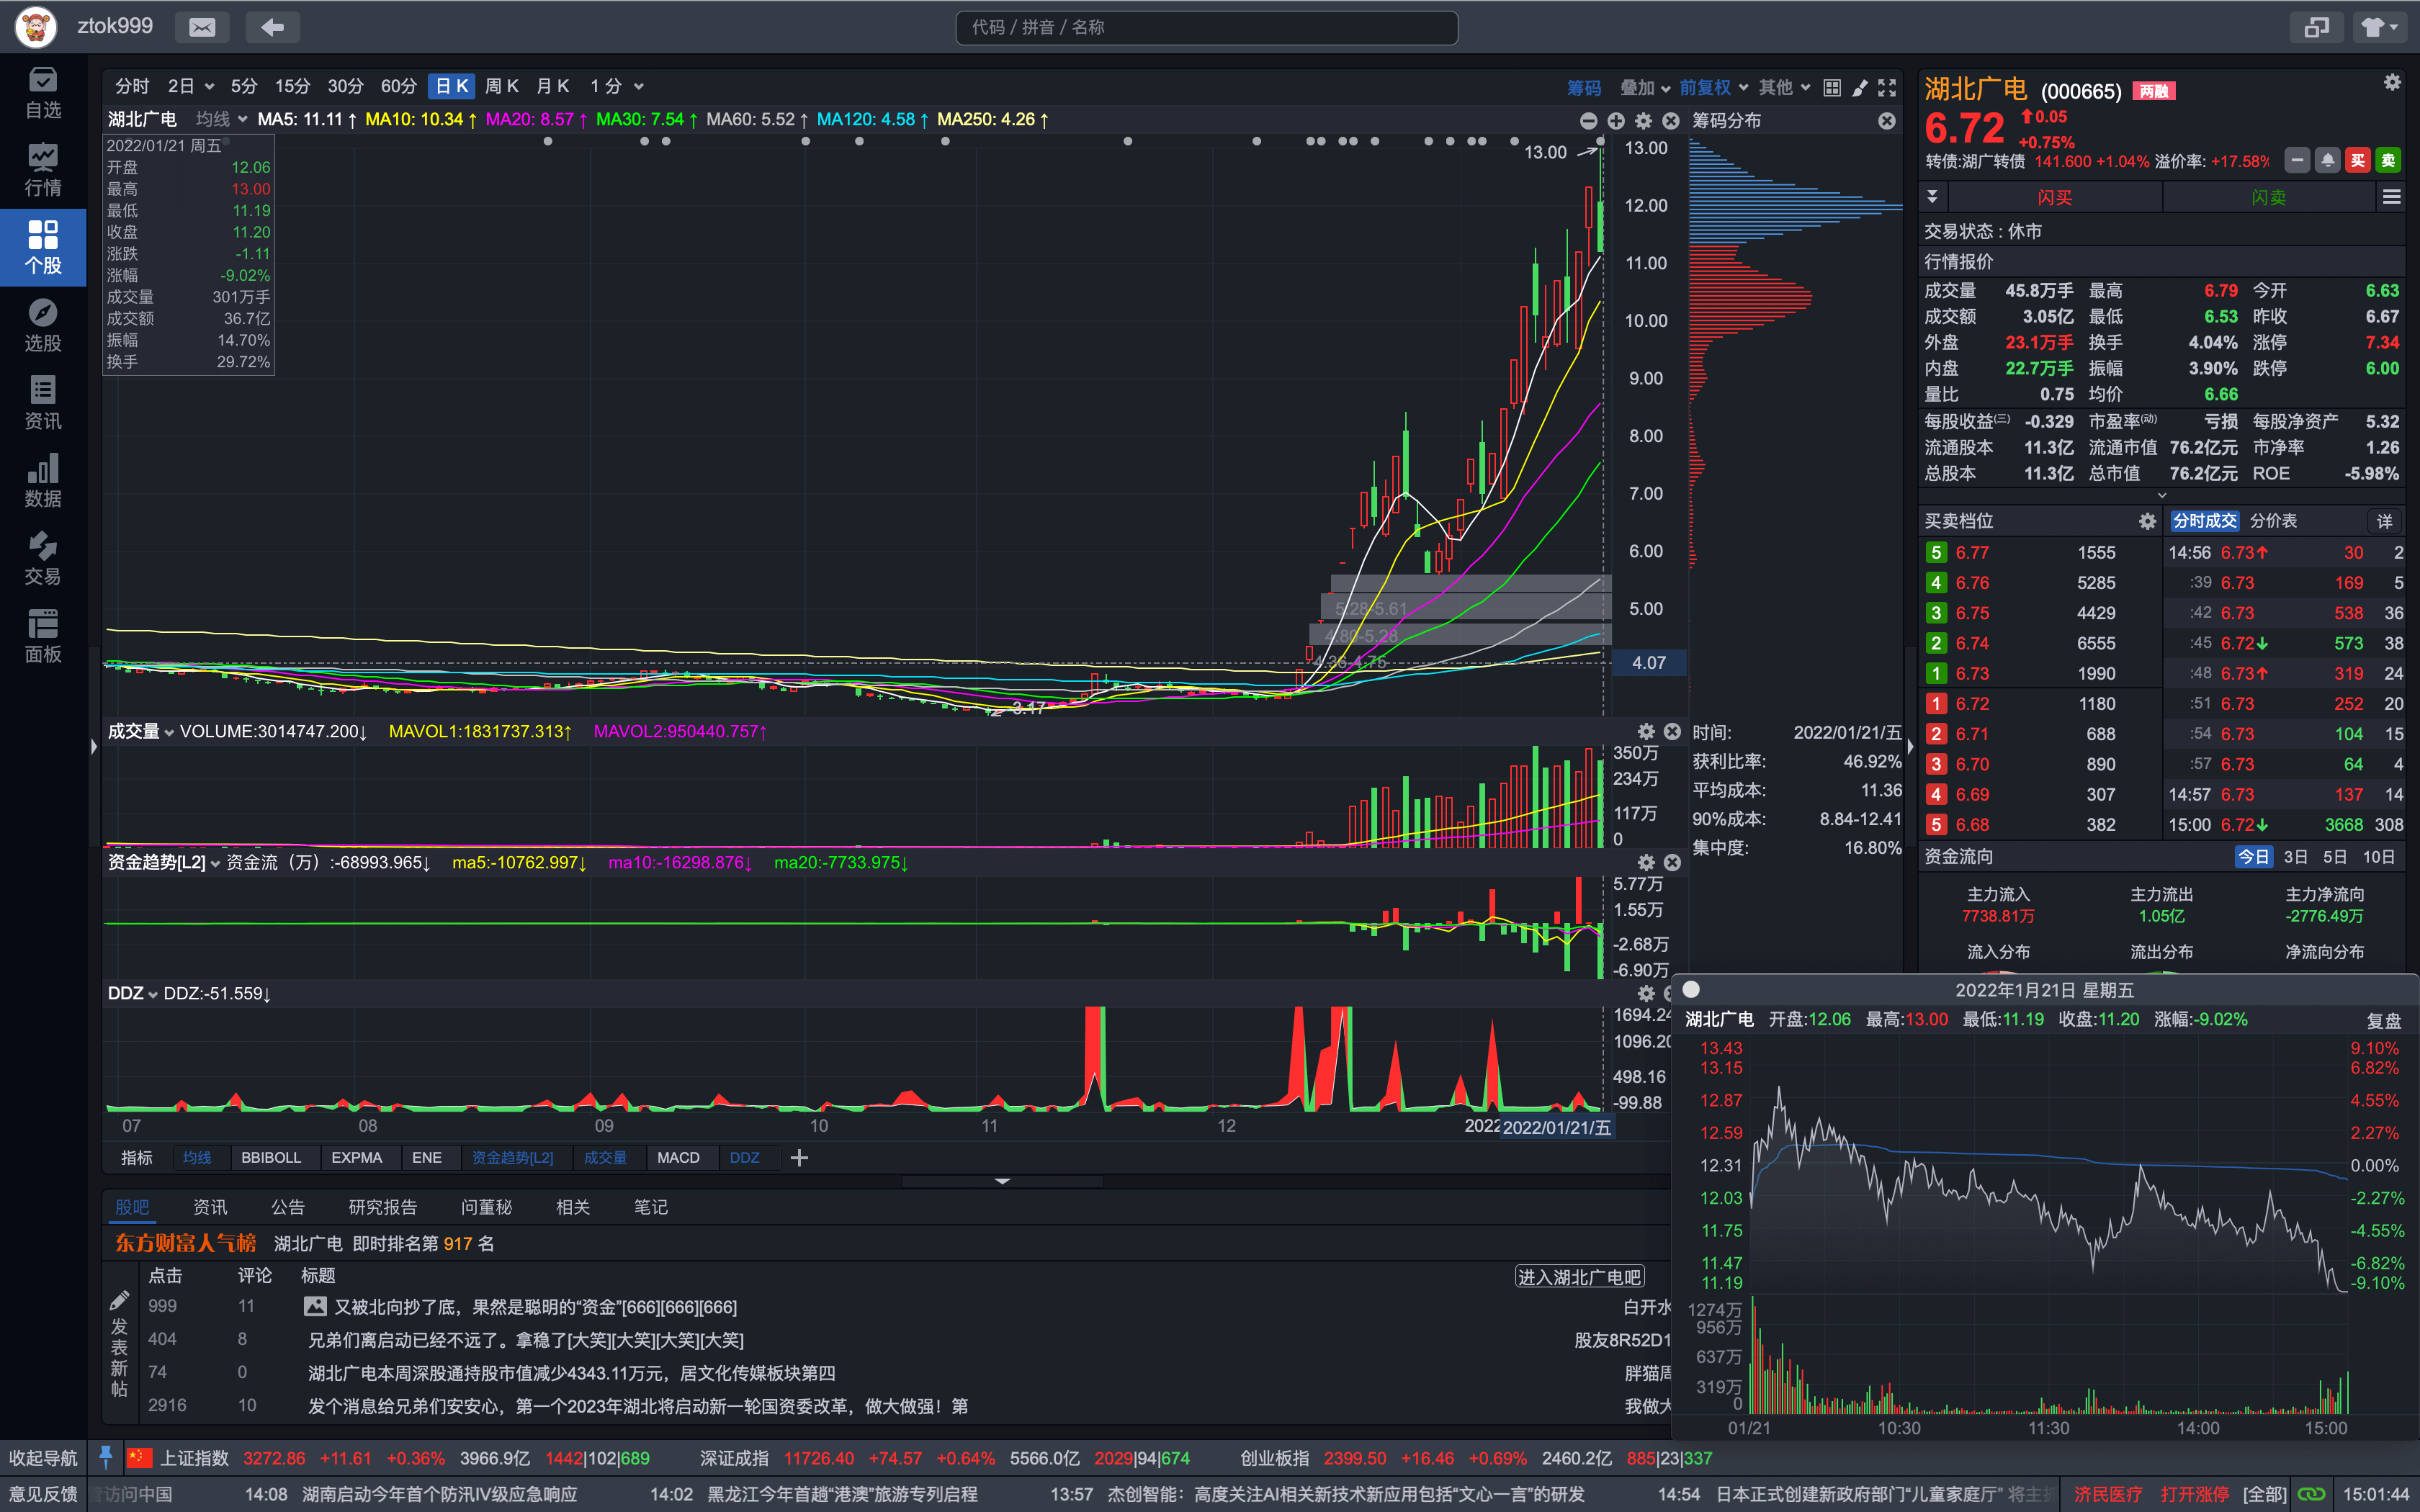 ztok999
代码 / 拼音 / 名称
自选
行情
个股
选股
资讯
数据
交易
面板
分时 2日 5分 15分 30分 60分 日K 周K 月K 1分 筹码 叠加 前复权 其他
湖北广电 均线 MA5: 11.11↑ MA10: 10.34↑ MA20: 8.57↑ MA30: 7.54↑ MA60: 5.52↑ MA120: 4.58↑ MA250: 4.26↑
筹码分布
2022/01/21 周五
开盘 12.06
最高 13.00
最低 11.19
收盘 11.20
涨跌 -1.11
涨幅 -9.02%
成交量 301万手
成交额 36.7亿
振幅 14.70%
换手 29.72%
13.00
13.00
12.00
11.00
10.00
9.00
8.00
7.00
6.00
5.00
4.07
5.28-5.61
4.80-5.28
4.36-4.75
3.17
成交量 VOLUME:3014747.200↓ MAVOL1:1831737.313↑ MAVOL2:950440.757↑
350万
234万
117万
0
时间: 2022/01/21/五
获利比率: 46.92%
平均成本: 11.36
90%成本: 8.84-12.41
集中度: 16.80%
资金趋势[L2] 资金流（万）:-68993.965↓ ma5:-10762.997↓ ma10:-16298.876↓ ma20:-7733.975↓
5.77万
1.55万
-2.68万
-6.90万
DDZ DDZ:-51.559↓
1694.24
1096.20
498.16
-99.88
07 08 09 10 11 12 2022 2022/01/21/五
指标 均线 BBIBOLL EXPMA ENE 资金趋势[L2] 成交量 MACD DDZ
股吧 资讯 公告 研究报告 问董秘 相关 笔记
东方财富人气榜 湖北广电 即时排名第 917 名
点击 评论 标题 进入湖北广电吧
发表新帖
999 11 又被北向抄了底，果然是聪明的“资金”[666][666][666] 白开水
404 8 兄弟们离启动已经不远了。拿稳了[大笑][大笑][大笑][大笑] 股友8R52D1
74 0 湖北广电本周深股通持股市值减少4343.11万元，居文化传媒板块第四 胖猫周
2916 10 发个消息给兄弟们安安心，第一个2023年湖北将启动新一轮国资委改革，做大做强！第 我做大
湖北广电 (000665) 两融
6.72 ↑0.05
+0.75%
转债:湖广转债 141.600 +1.04% 溢价率: +17.58% 买 卖
闪买 闪卖
交易状态 : 休市
行情报价
成交量 45.8万手 最高 6.79 今开 6.63
成交额 3.05亿 最低 6.53 昨收 6.67
外盘 23.1万手 换手 4.04% 涨停 7.34
内盘 22.7万手 振幅 3.90% 跌停 6.00
量比 0.75 均价 6.66
每股收益(三) -0.329 市盈率(动) 亏损 每股净资产 5.32
流通股本 11.3亿 流通市值 76.2亿元 市净率 1.26
总股本 11.3亿 总市值 76.2亿元 ROE -5.98%
买卖档位 分时成交 分价表 详
5 6.77 1555 14:56 6.73↑ 30 2
4 6.76 5285 :39 6.73 169 5
3 6.75 4429 :42 6.73 538 36
2 6.74 6555 :45 6.72↓ 573 38
1 6.73 1990 :48 6.73↑ 319 24
1 6.72 1180 :51 6.73 252 20
2 6.71 688 :54 6.73 104 15
3 6.70 890 :57 6.73 64 4
4 6.69 307 14:57 6.73 137 14
5 6.68 382 15:00 6.72↓ 3668 308
资金流向 今日 3日 5日 10日
主力流入 主力流出 主力净流向
7738.81万 1.05亿 -2776.49万
流入分布 流出分布 净流向分布
2022年1月21日 星期五
湖北广电 开盘:12.06 最高:13.00 最低:11.19 收盘:11.20 涨幅:-9.02% 复盘
13.43 9.10%
13.15 6.82%
12.87 4.55%
12.59 2.27%
12.31 0.00%
12.03 -2.27%
11.75 -4.55%
11.47 -6.82%
11.19 -9.10%
1274万
956万
637万
319万
0
01/21 10:30 11:30 14:00 15:00
收起导航 上证指数 3272.86 +11.61 +0.36% 3966.9亿 1442|102|689 深证成指 11726.40 +74.57 +0.64% 5566.0亿 2029|94|674 创业板指 2399.50 +16.46 +0.69% 2460.2亿 885|23|337
意见反馈 访问中国 14:08 湖南启动今年首个防汛IV级应急响应 14:02 黑龙江今年首趟“港澳”旅游专列启程 13:57 杰创智能：高度关注AI相关新技术新应用包括“文心一言”的研发 14:54 日本正式创建新政府部门“儿童家庭厅” 将主 济民医疗 打开涨停 [全部] 15:01:44